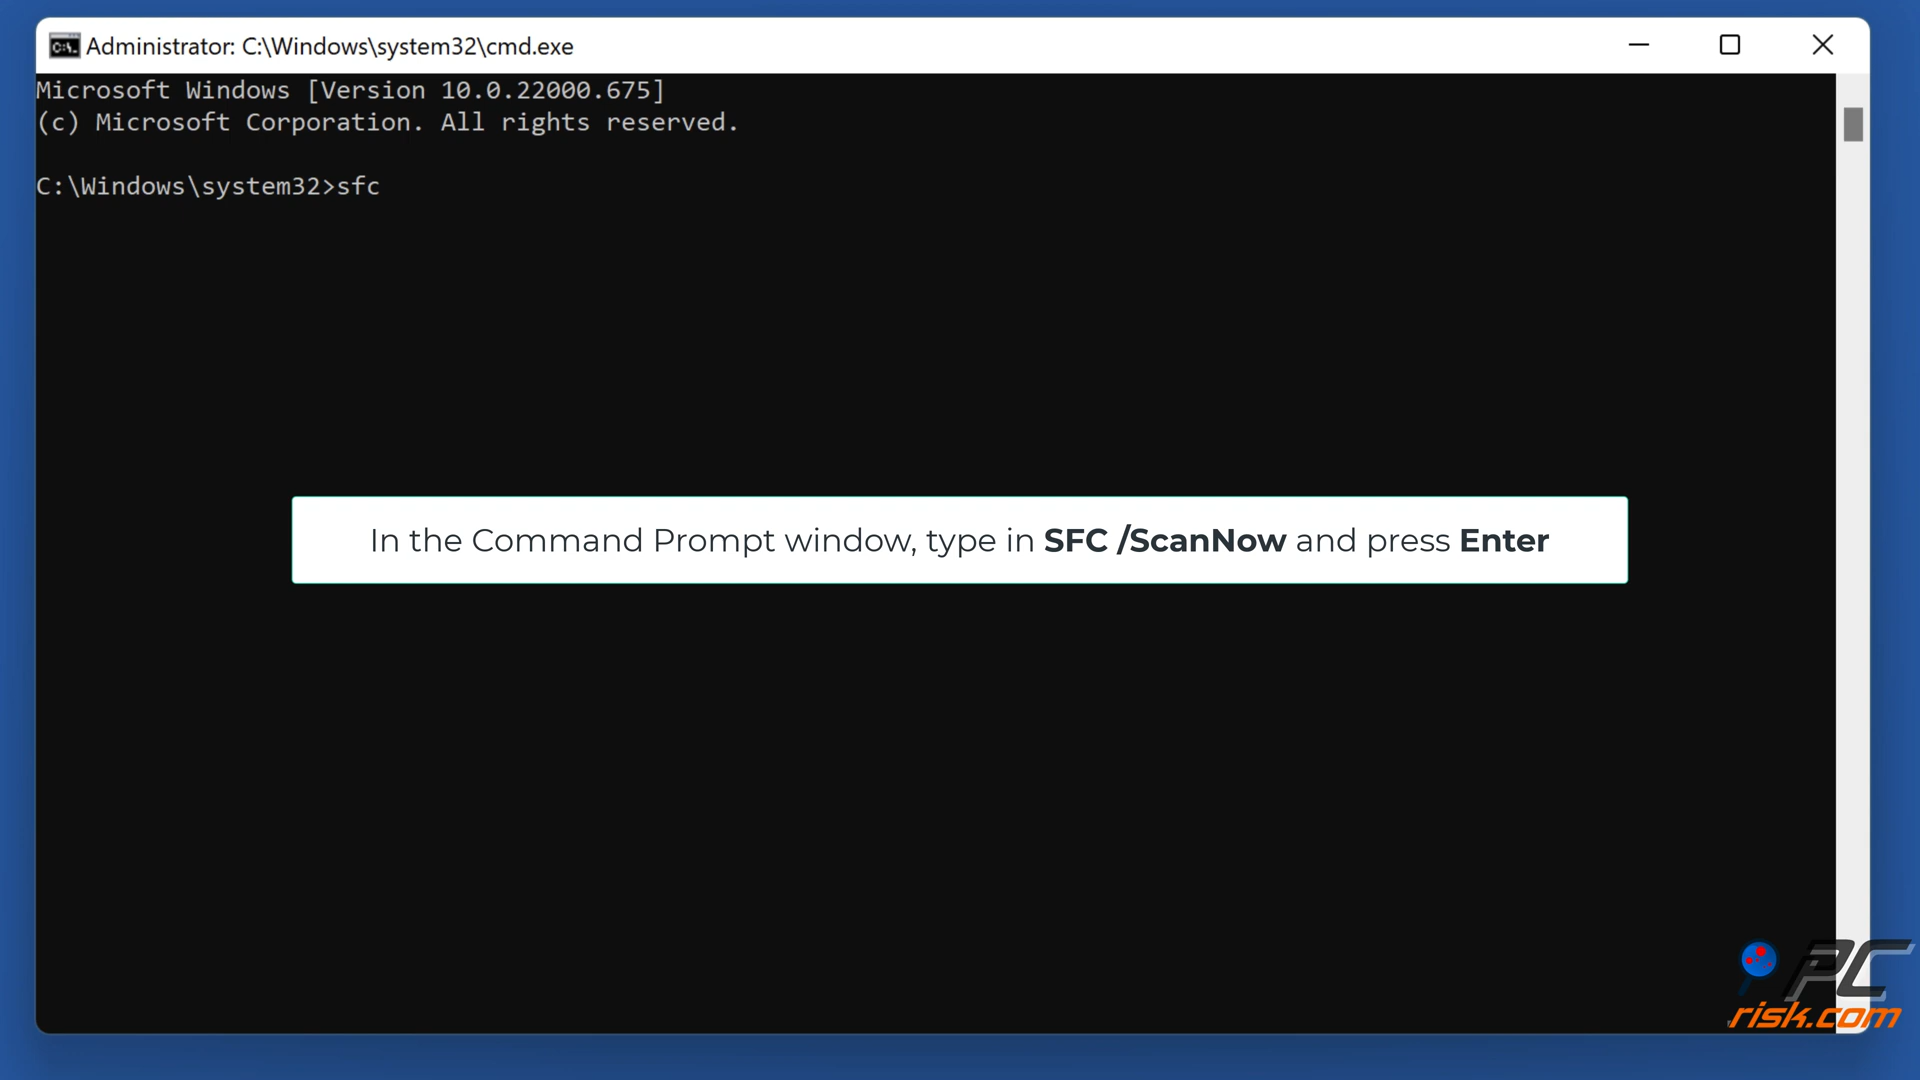 Administrator: C:\Windows\system32\cmd.exe
Microsoft Windows [Version 10.0.22000.675]
(c) Microsoft Corporation. All rights reserved.
C:\Windows\system32>sfc
In the Command Prompt window, type in SFC /ScanNow and press Enter
PC
risk.com